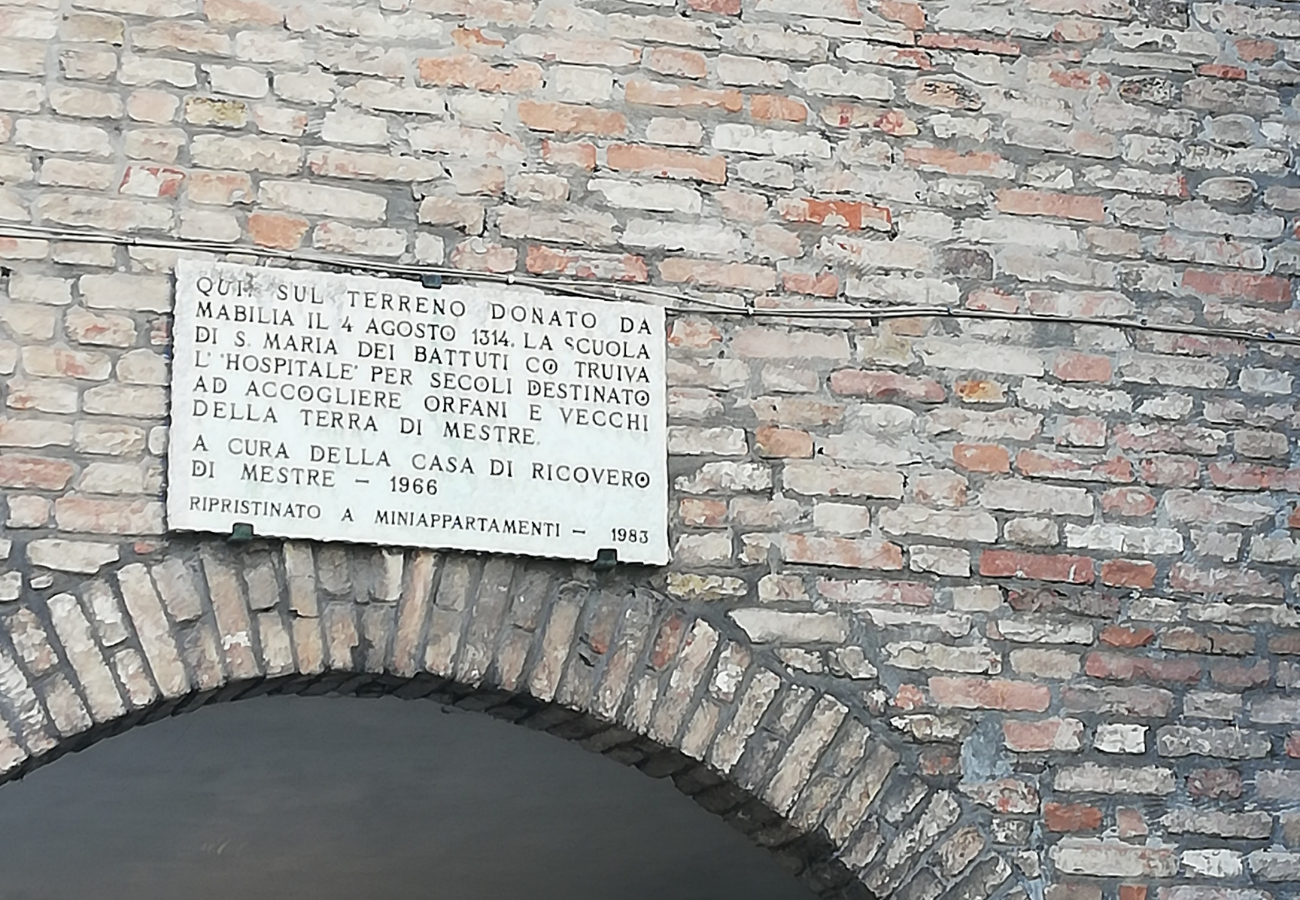 QUI, SUL TERRENO DONATO DA
MABILIA IL 4 AGOSTO 1314, LA SCUOLA
DI S. MARIA DEI BATTUTI CO TRUIVA
L' 'HOSPITALE' PER SECOLI DESTINATO
AD ACCOGLIERE ORFANI E VECCHI
DELLA TERRA DI MESTRE.
A CURA DELLA CASA DI RICOVERO
DI MESTRE – 1966
RIPRISTINATO A MINIAPPARTAMENTI – 1983